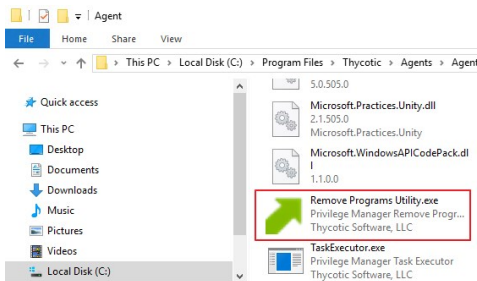 Agent
File Home Share View
This PC > Local Disk (C:) > Program Files > Thycotic > Agents > Agent
Quick access
This PC
Desktop
Documents
Downloads
Music
Pictures
Videos
Local Disk (C:)
5.0.505.0
Microsoft.Practices.Unity.dll
2.1.505.0
Microsoft.Practices.Unity
Microsoft.WindowsAPICodePack.dl
l
1.1.0.0
Remove Programs Utility.exe
Privilege Manager Remove Progr...
Thycotic Software, LLC
TaskExecutor.exe
Privilege Manager Task Executor
Thycotic Software, LLC